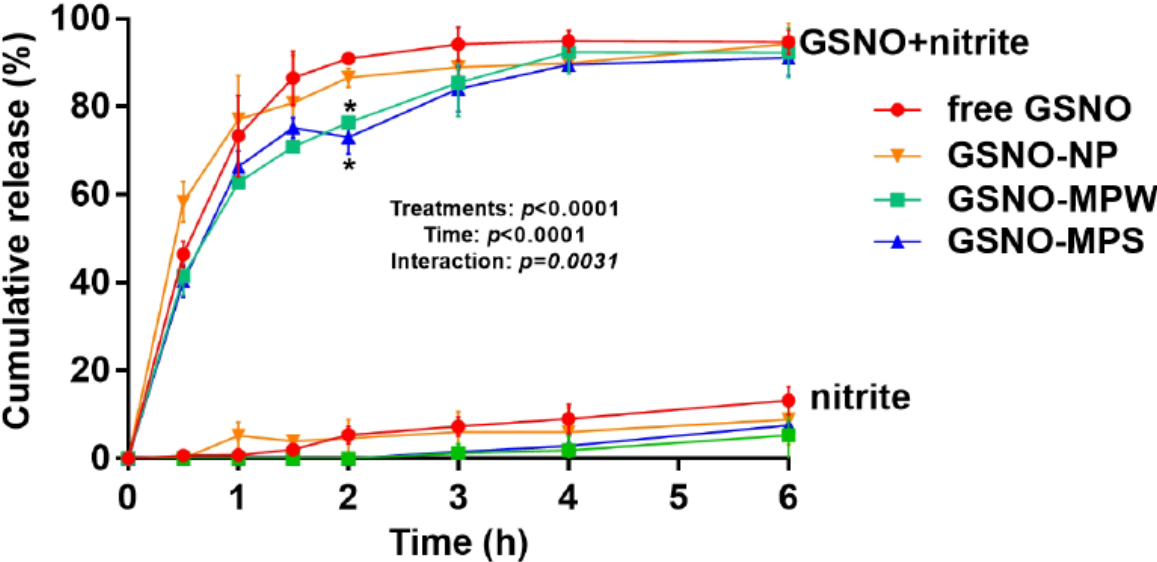 Cumulative release (%)
100
80
60
40
20
0
0 1 2 3 4 5 6
Time (h)
*
*
Treatments: p<0.0001
Time: p<0.0001
Interaction: p=0.0031
GSNO+nitrite
nitrite
free GSNO
GSNO-NP
GSNO-MPW
GSNO-MPS